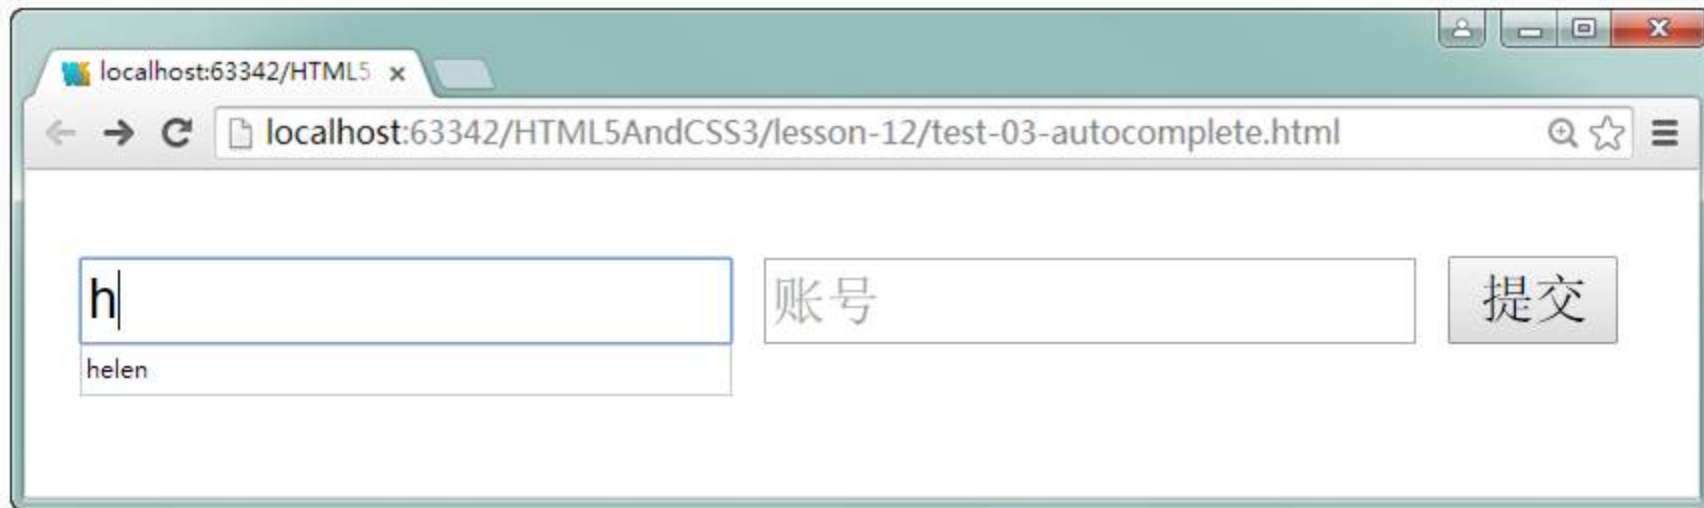 localhost:63342/HTML5
localhost:63342/HTML5AndCSS3/lesson-12/test-03-autocomplete.html
h 账号 提交
helen